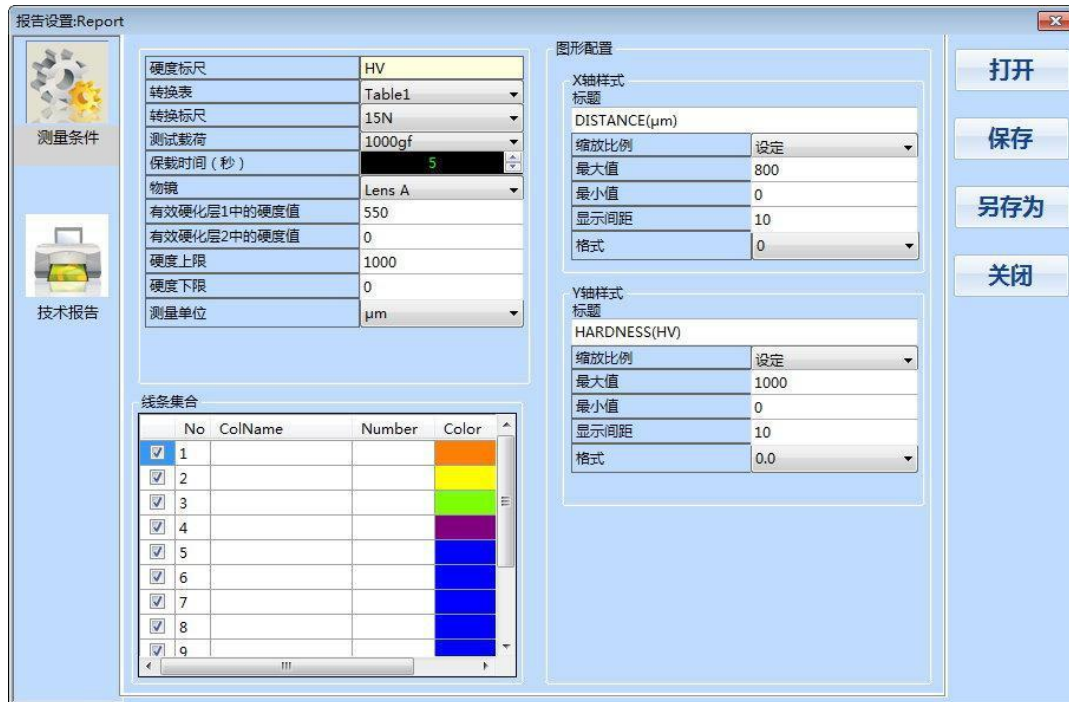 报告设置:Report
测量条件
技术报告
硬度标尺 HV
转换表 Table1
转换标尺 15N
测试载荷 1000gf
保载时间（秒） 5
物镜 Lens A
有效硬化层1中的硬度值 550
有效硬化层2中的硬度值 0
硬度上限 1000
硬度下限 0
测量单位 μm
线条集合
No ColName Number Color
1
2
3
4
5
6
7
8
9
图形配置
X轴样式
标题
DISTANCE(μm)
缩放比例 设定
最大值 800
最小值 0
显示间距 10
格式 0
Y轴样式
标题
HARDNESS(HV)
缩放比例 设定
最大值 1000
最小值 0
显示间距 10
格式 0.0
打开
保存
另存为
关闭